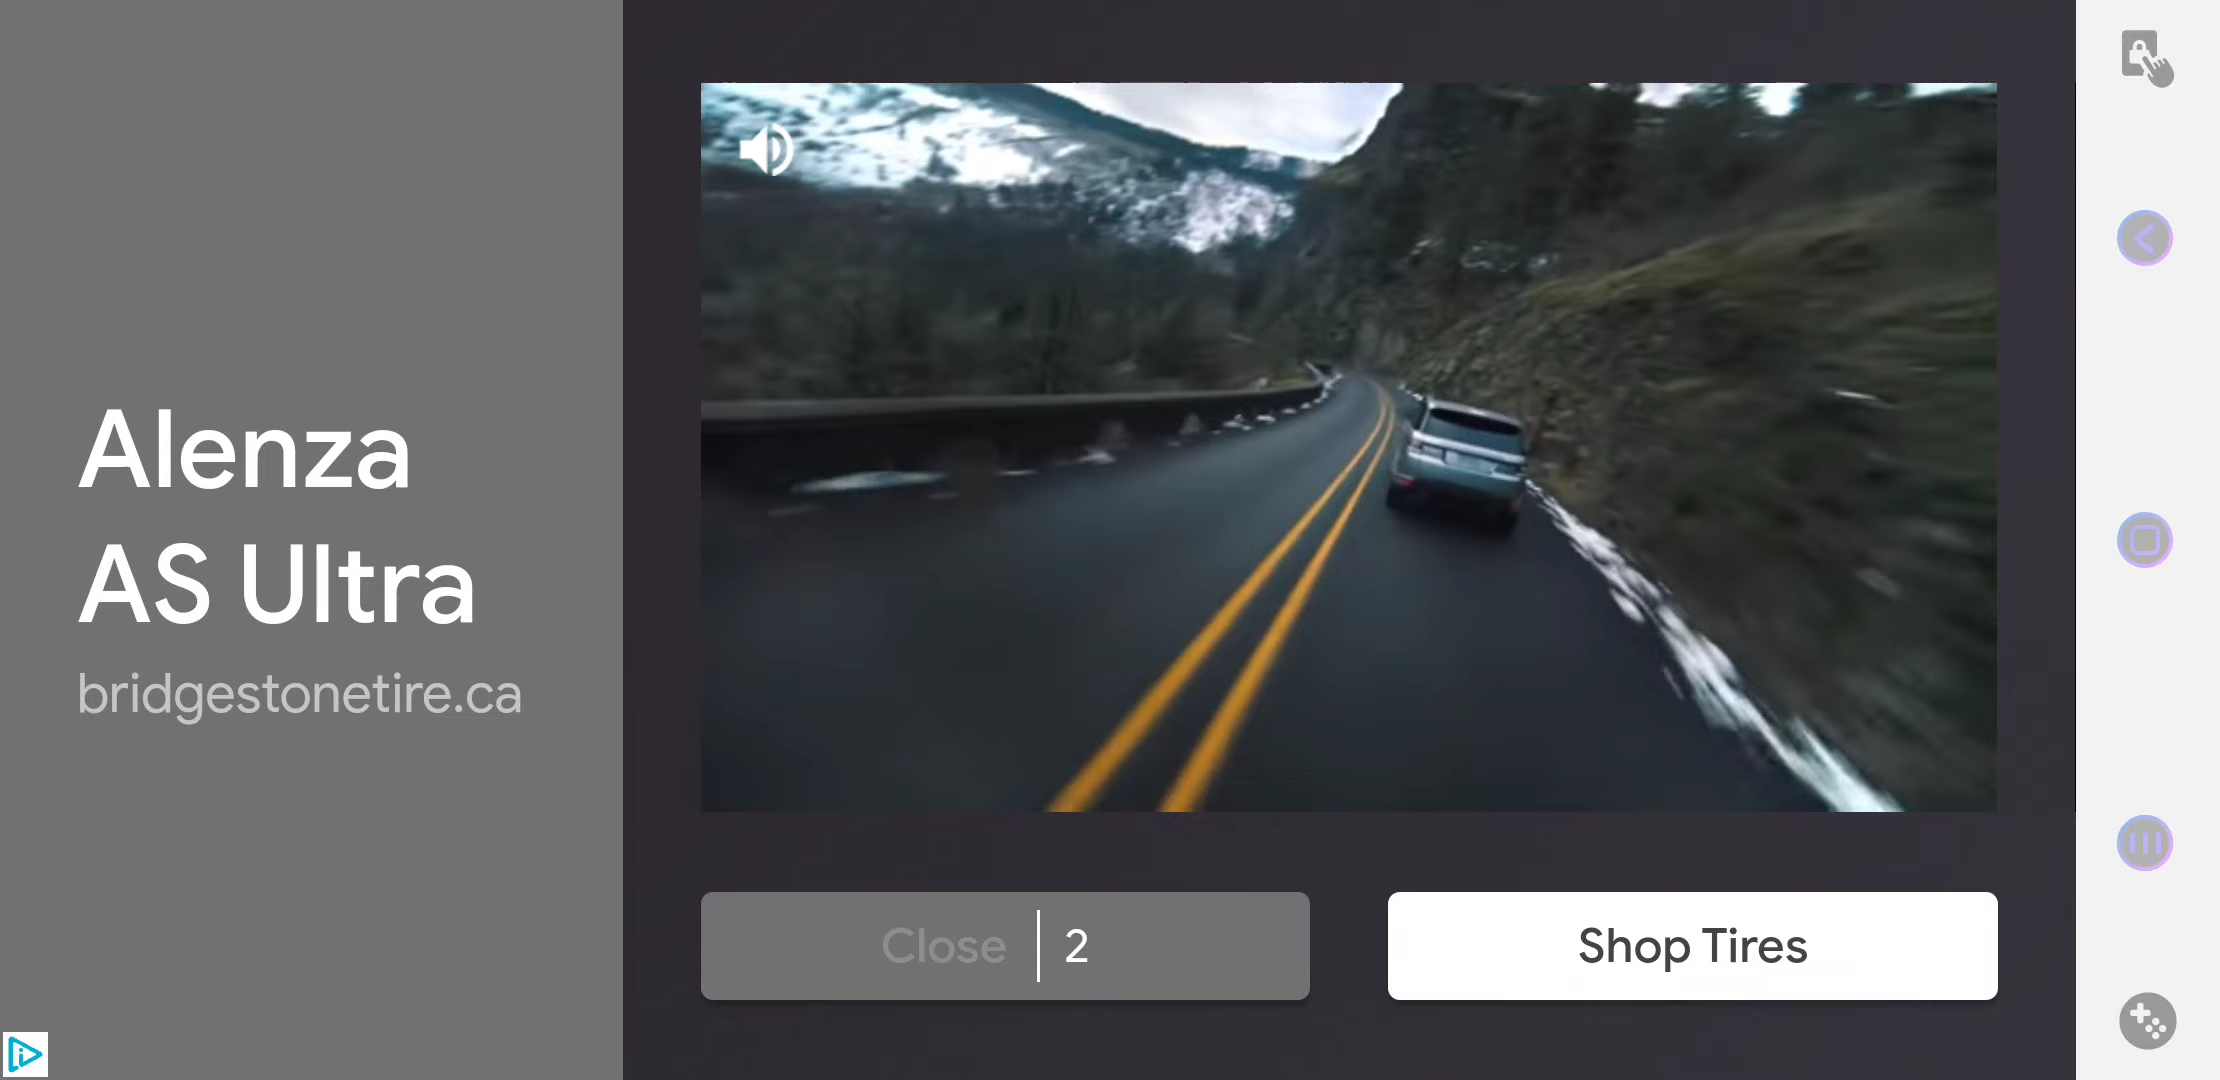 Alenza
AS Ultra
bridgestonetire.ca
Close
2
Shop Tires